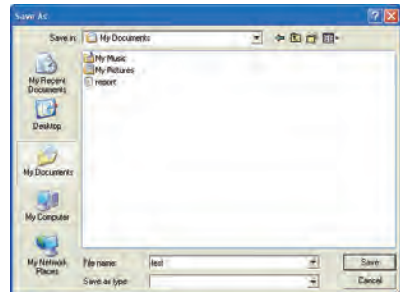 Save As
Save in:
My Documents
My Music
My Pictures
report
My Recent
Documents
Desktop
My Documents
My Computer
My Network
Places
File name:
test
Save
Save as type:
Cancel